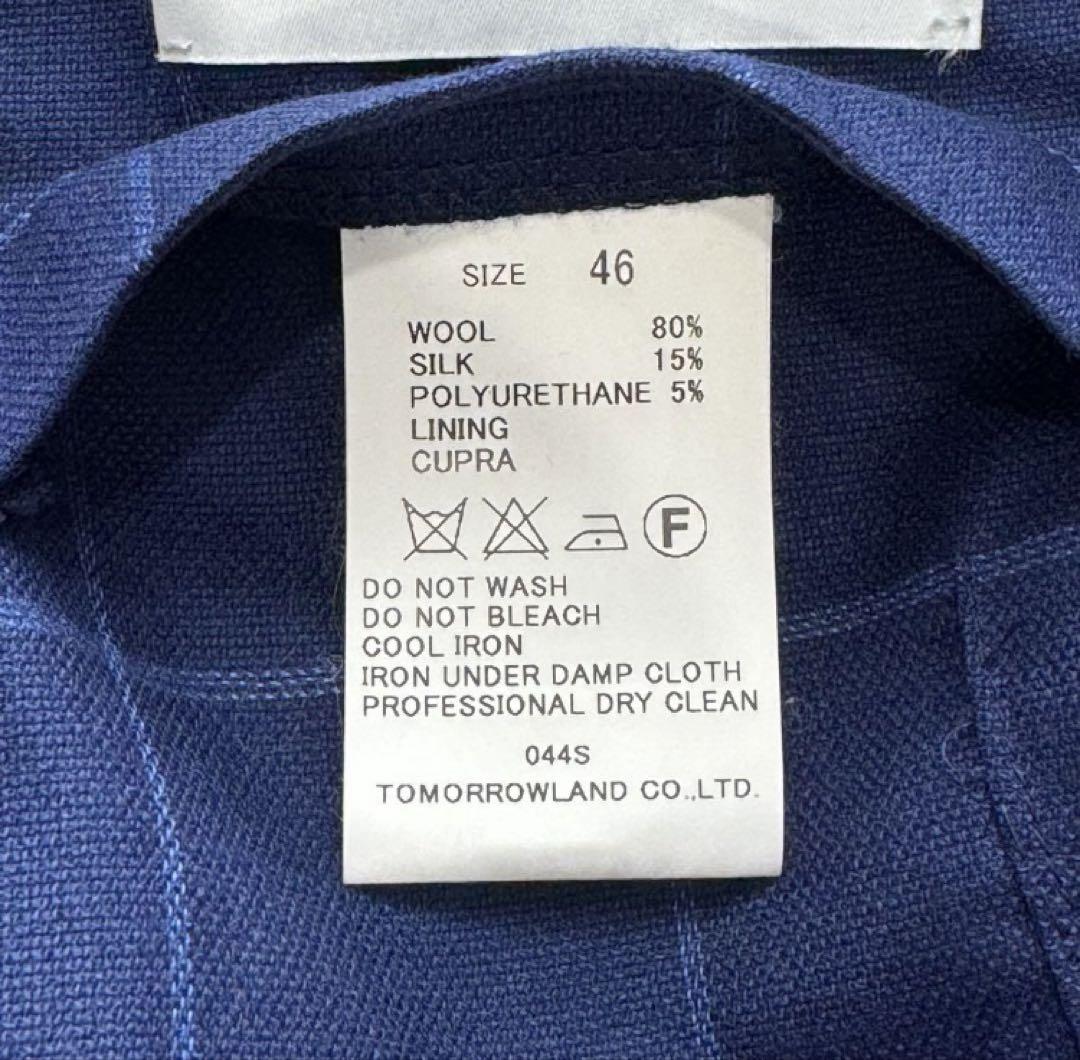 SIZE 46
WOOL 80%
SILK 15%
POLYURETHANE 5%
LINING
CUPRA
F
DO NOT WASH
DO NOT BLEACH
COOL IRON
IRON UNDER DAMP CLOTH
PROFESSIONAL DRY CLEAN
044S
TOMORROWLAND CO.,LTD.